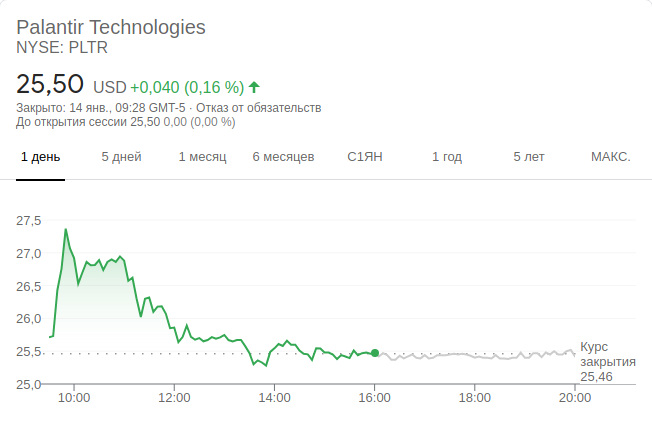 Palantir Technologies
NYSE: PLTR
25,50 USD +0,040 (0,16 %)
Закрыто: 14 янв., 09:28 GMT-5 · Отказ от обязательств
До открытия сессии 25,50 0,00 (0,00 %)
1 день 5 дней 1 месяц 6 месяцев С1ЯН 1 год 5 лет МАКС.
27,5
27,0
26,5
26,0
25,5
25,0
Курс
закрытия
25,46
10:00 12:00 14:00 16:00 18:00 20:00